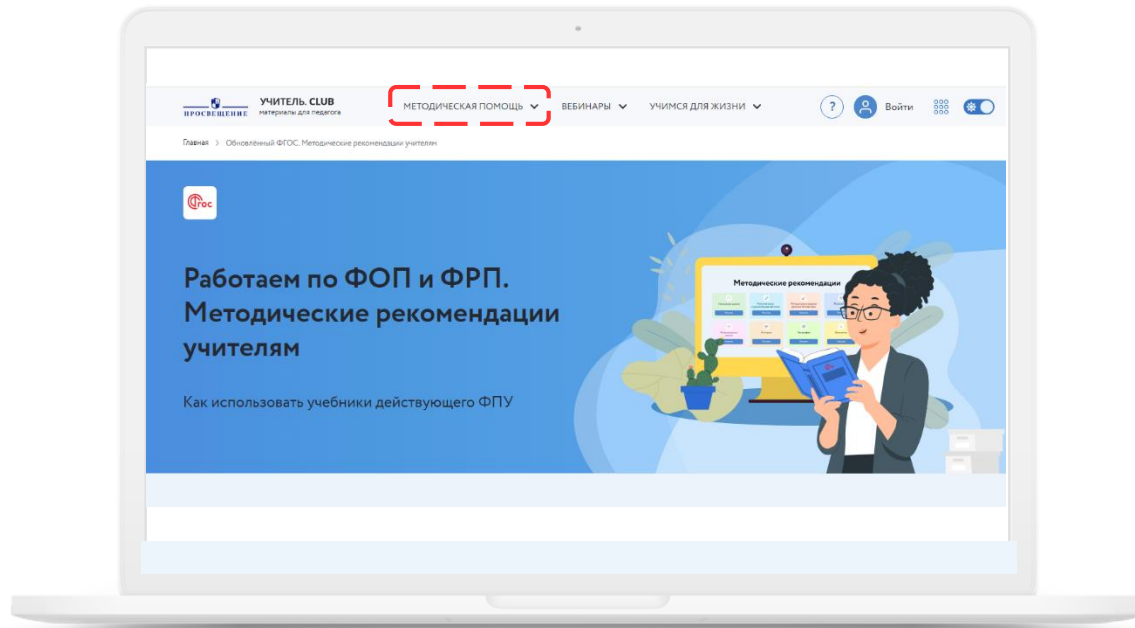 ПРОСВЕЩЕНИЕ
УЧИТЕЛЬ. CLUB
материалы для педагога
МЕТОДИЧЕСКАЯ ПОМОЩЬ
ВЕБИНАРЫ
УЧИМСЯ ДЛЯ ЖИЗНИ
?
Войти
Главная > Обновлённый ФГОС. Методические рекомендации учителям
ФГОС
Работаем по ФОП и ФРП.
Методические рекомендации
учителям
Как использовать учебники действующего ФПУ
Методические рекомендации